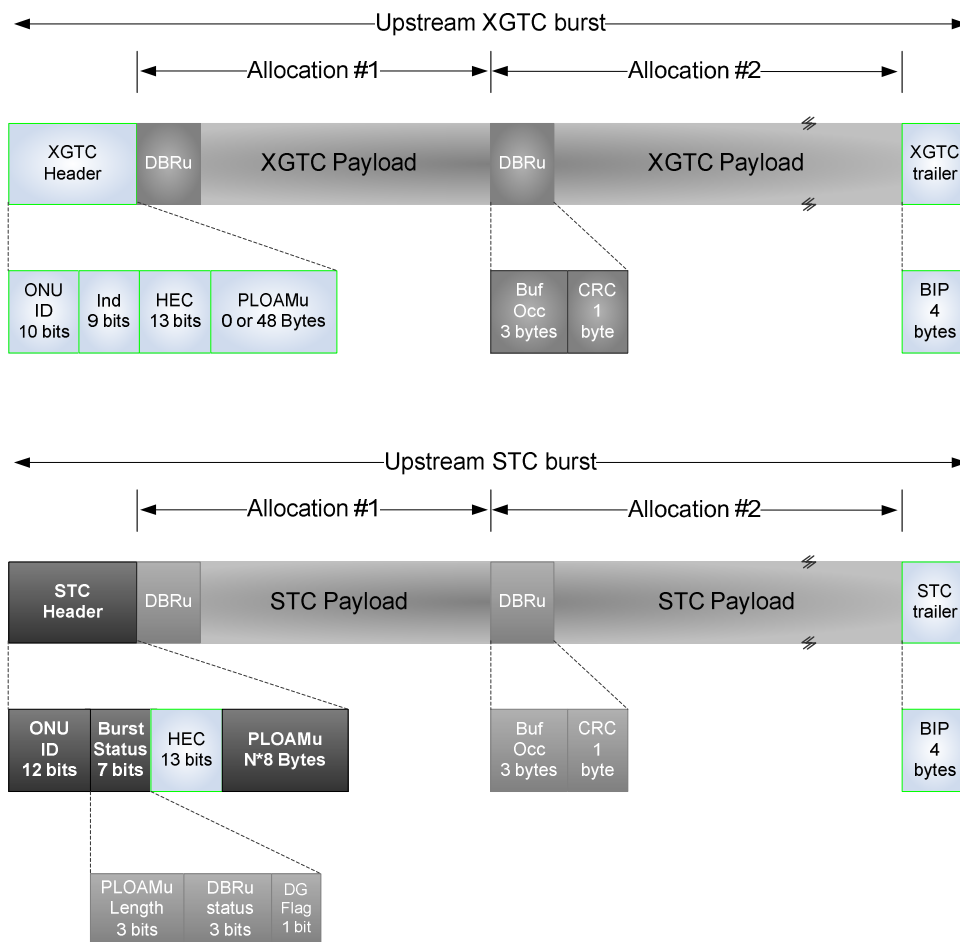 Upstream XGTC burst
Allocation #1
Allocation #2
XGTC
Header
DBRu
XGTC Payload
DBRu
XGTC Payload
XGTC
trailer
ONU
ID
10 bits
Ind
9 bits
HEC
13 bits
PLOAMu
0 or 48 Bytes
Buf
Occ
3 bytes
CRC
1
byte
BIP
4
bytes
Upstream STC burst
Allocation #1
Allocation #2
STC
Header
DBRu
STC Payload
DBRu
STC Payload
STC
trailer
ONU
ID
12 bits
Burst
Status
7 bits
HEC
13 bits
PLOAMu
N*8 Bytes
Buf
Occ
3 bytes
CRC
1
byte
BIP
4
bytes
PLOAMu
Length
3 bits
DBRu
status
3 bits
DG
Flag
1 bit